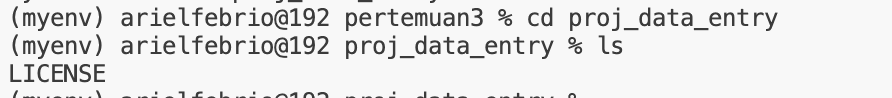 (myenv) arielfebrio@192 pertemuan3 % cd proj_data_entry
(myenv) arielfebrio@192 proj_data_entry % ls
LICENSE